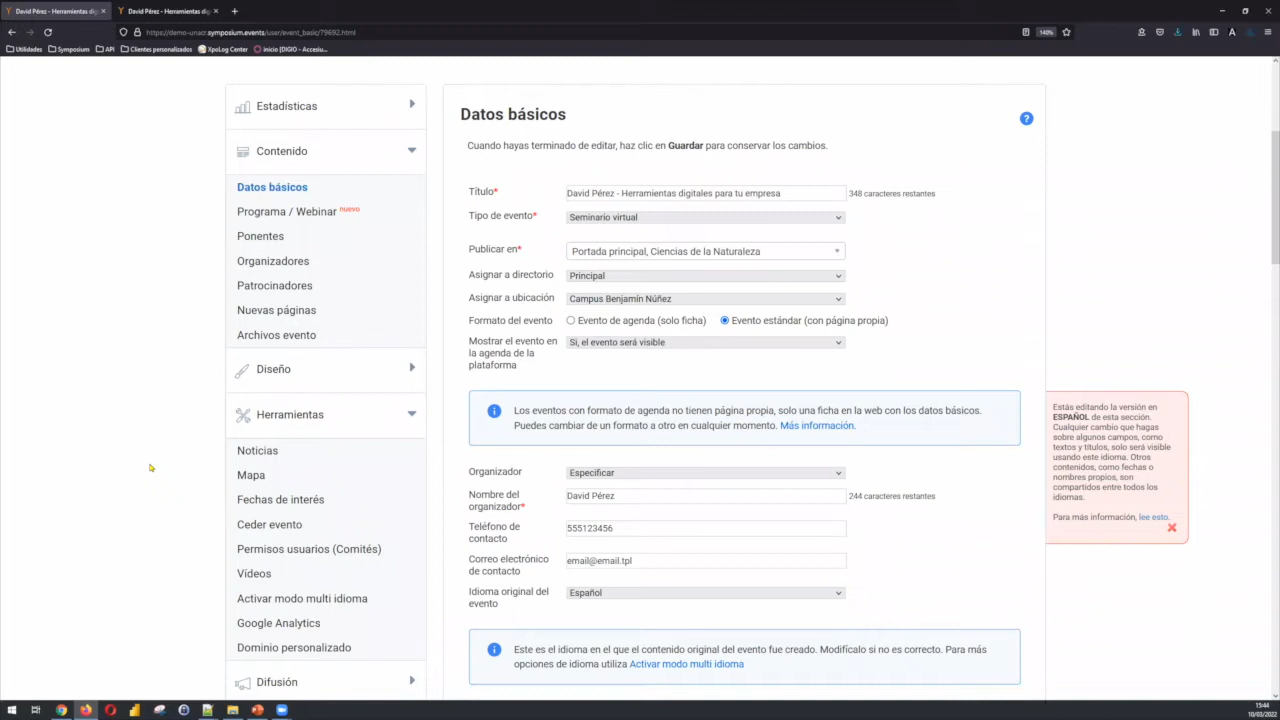 David Pérez - Herramientas dig
David Pérez - Herramientas dig
https://demo-unacr.symposium.events/user/event_basic/79692.html
140%
Utilidades
Symposium
API
Clientes personalizados
XpoLog Center
inicio [DIGIO - Accesiu...
Estadísticas
Contenido
Datos básicos
Programa / Webinar nuevo
Ponentes
Organizadores
Patrocinadores
Nuevas páginas
Archivos evento
Diseño
Herramientas
Noticias
Mapa
Fechas de interés
Ceder evento
Permisos usuarios (Comités)
Vídeos
Activar modo multi idioma
Google Analytics
Dominio personalizado
Difusión
Datos básicos
?
Cuando hayas terminado de editar, haz clic en Guardar para conservar los cambios.
Título* David Pérez - Herramientas digitales para tu empresa 348 caracteres restantes
Tipo de evento* Seminario virtual
Publicar en* Portada principal, Ciencias de la Naturaleza
Asignar a directorio Principal
Asignar a ubicación Campus Benjamín Núñez
Formato del evento Evento de agenda (solo ficha) Evento estándar (con página propia)
Mostrar el evento en Si, el evento será visible
la agenda de la
plataforma
Los eventos con formato de agenda no tienen página propia, solo una ficha en la web con los datos básicos.
Puedes cambiar de un formato a otro en cualquier momento. Más información.
Organizador Especificar
Nombre del David Pérez 244 caracteres restantes
organizador*
Teléfono de 555123456
contacto
Correo electrónico email@email.tpl
de contacto
Idioma original del Español
evento
Este es el idioma en el que el contenido original del evento fue creado. Modifícalo si no es correcto. Para más
opciones de idioma utiliza Activar modo multi idioma
Estás editando la versión en
ESPAÑOL de esta sección.
Cualquier cambio que hagas
sobre algunos campos, como
textos y títulos, solo será visible
usando este idioma. Otros
contenidos, como fechas o
nombres propios, son
compartidos entre todos los
idiomas.
Para más información, lee esto.
15:44
10/03/2022